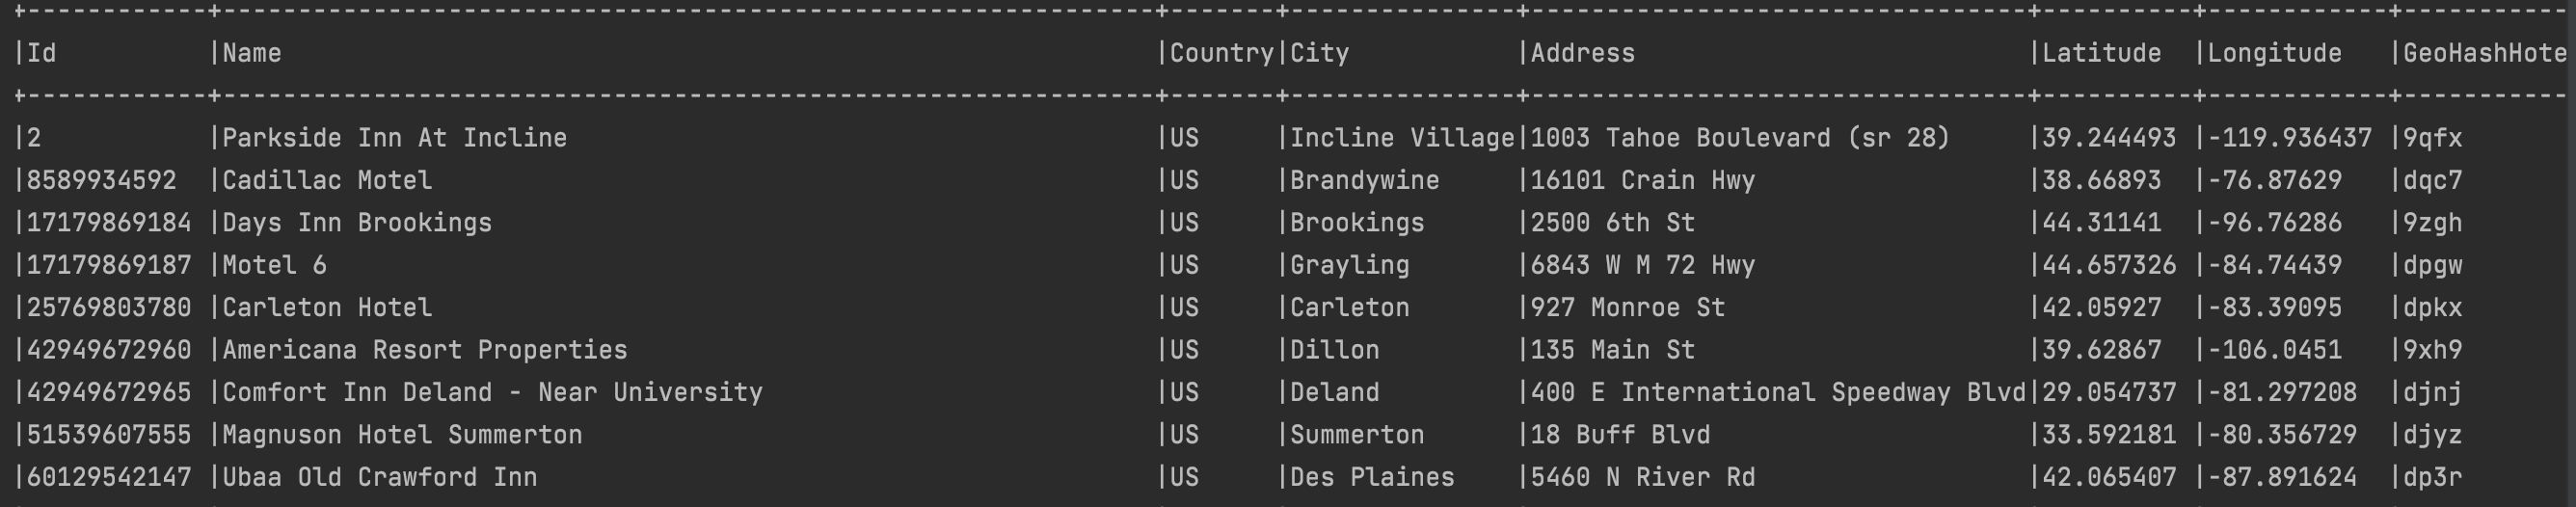 +-----------+--------------------------------------------------------------+-------+---------------+---------------------------------+----------+------------+-----------
|Id |Name |Country|City |Address |Latitude |Longitude |GeoHashHote
+-----------+--------------------------------------------------------------+-------+---------------+---------------------------------+----------+------------+-----------
|2 |Parkside Inn At Incline |US |Incline Village|1003 Tahoe Boulevard (sr 28) |39.244493 |-119.936437 |9qfx
|8589934592 |Cadillac Motel |US |Brandywine |16101 Crain Hwy |38.66893 |-76.87629 |dqc7
|17179869184 |Days Inn Brookings |US |Brookings |2500 6th St |44.31141 |-96.76286 |9zgh
|17179869187 |Motel 6 |US |Grayling |6843 W M 72 Hwy |44.657326 |-84.74439 |dpgw
|25769803780 |Carleton Hotel |US |Carleton |927 Monroe St |42.05927 |-83.39095 |dpkx
|42949672960 |Americana Resort Properties |US |Dillon |135 Main St |39.62867 |-106.0451 |9xh9
|42949672965 |Comfort Inn Deland - Near University |US |Deland |400 E International Speedway Blvd|29.054737 |-81.297208 |djnj
|51539607555 |Magnuson Hotel Summerton |US |Summerton |18 Buff Blvd |33.592181 |-80.356729 |djyz
|60129542147 |Ubaa Old Crawford Inn |US |Des Plaines |5460 N River Rd |42.065407 |-87.891624 |dp3r